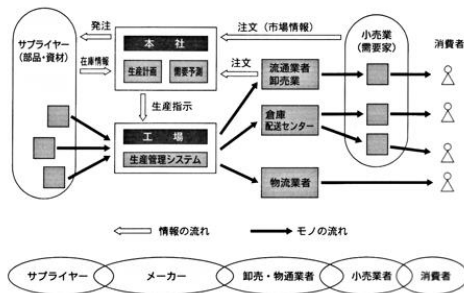 サプライヤー
(部品・資材)
発注
在庫情報
本 社
生産計画
需要予測
注文 (市場情報)
注文
小売業
(需要家)
消費者
流通業者
卸売業
生産指示
倉庫
配送センター
工 場
生産管理システム
物流業者
情報の流れ
モノの流れ
サプライヤー
メーカー
卸売・物通業者
小売業者
消費者